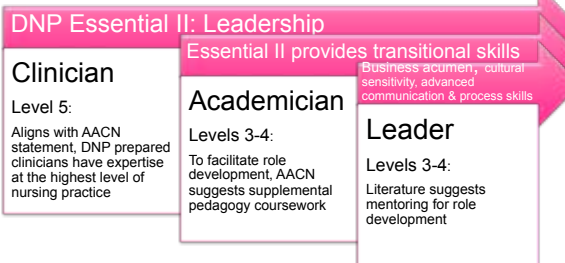 DNP Essential II: Leadership
Essential II provides transitional skills
Business acumen, cultural
sensitivity, advanced
communication & process skills
Clinician
Level 5:
Aligns with AACN
statement, DNP prepared
clinicians have expertise
at the highest level of
nursing practice
Academician
Levels 3-4:
To facilitate role
development, AACN
suggests supplemental
pedagogy coursework
Leader
Levels 3-4:
Literature suggests
mentoring for role
development